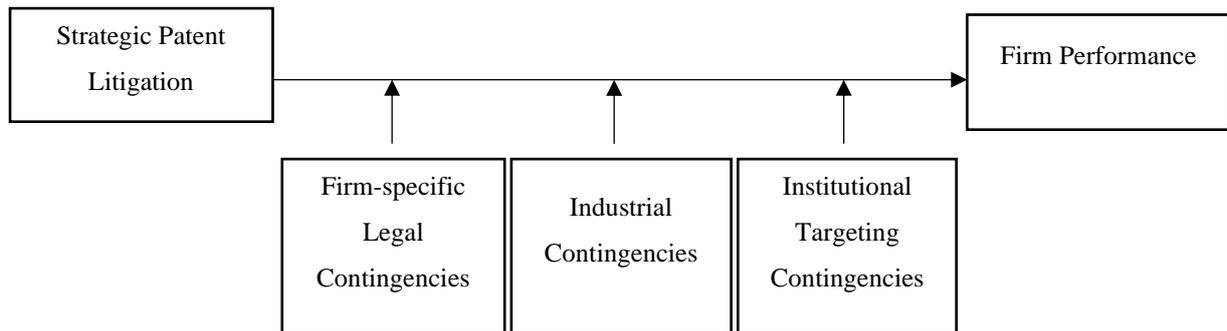 Strategic Patent
Litigation
Firm Performance
Firm-specific
Legal
Contingencies
Industrial
Contingencies
Institutional
Targeting
Contingencies